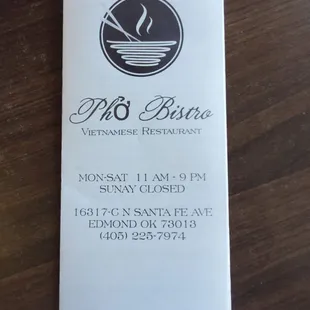 Phở Bistro
VIETNAMESE RESTAURANT
MON-SAT 11 AM - 9 PM
SUNAY CLOSED
16317-C N SANTA FE AVE
EDMOND OK 73013
(405) 225-7974